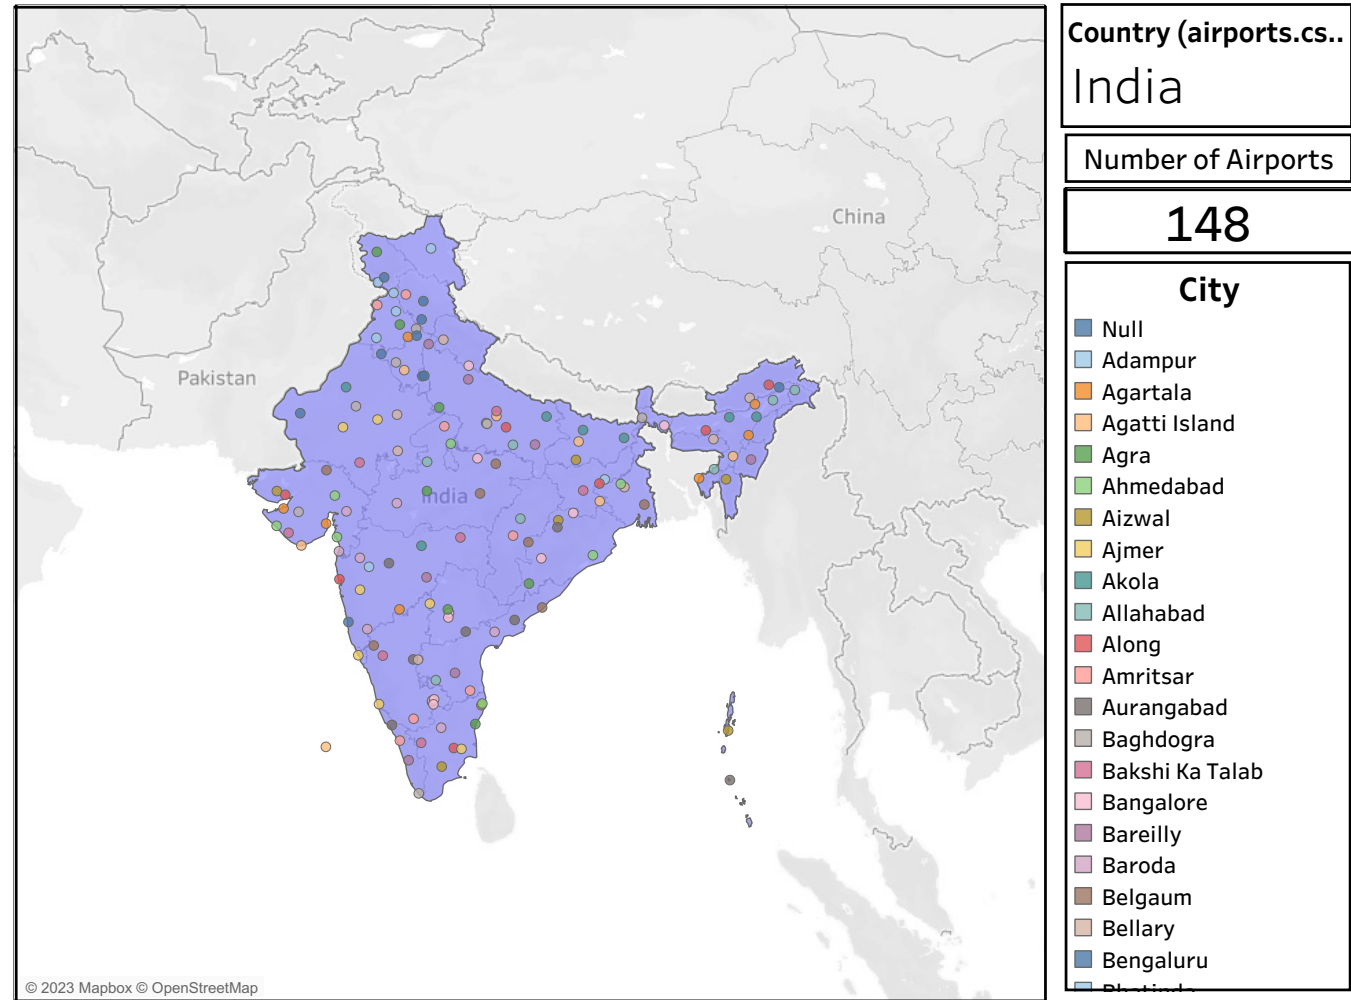 Country (airports.cs..
India
Number of Airports
148
China
Pakistan
India
City
Null
Adampur
Agartala
Agatti Island
Agra
Ahmedabad
Aizwal
Ajmer
Akola
Allahabad
Along
Amritsar
Aurangabad
Baghdogra
Bakshi Ka Talab
Bangalore
Bareilly
Baroda
Belgaum
Bellary
Bengaluru
© 2023 Mapbox © OpenStreetMap